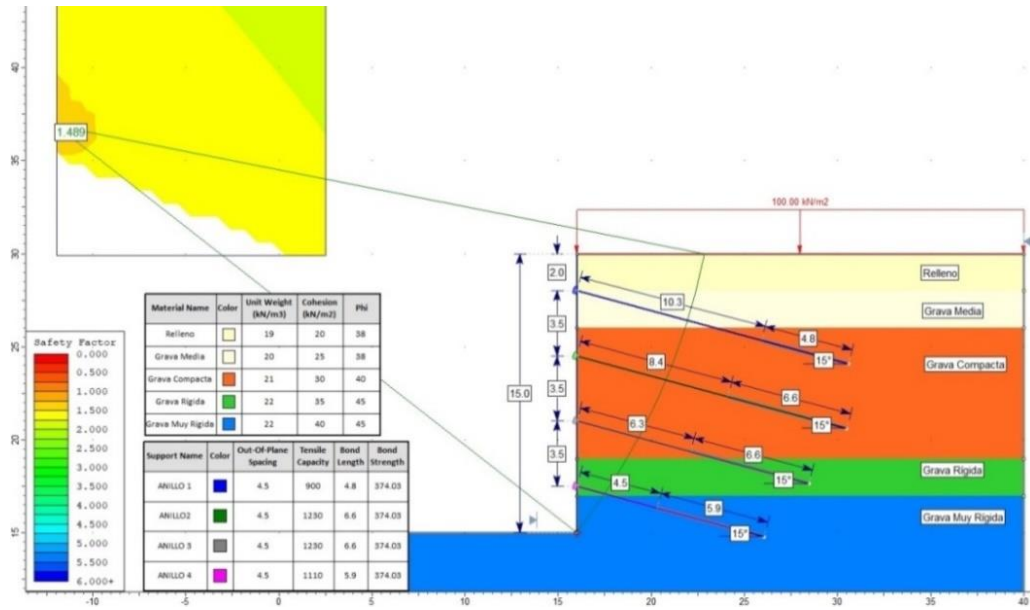 40
35
30
25
20
15
1.489
100.00 kN/m2
2.0
3.5
3.5
3.5
15.0
10.3
4.8
15°
8.4
6.6
15°
6.3
6.6
15°
4.5
5.9
15°
Relleno
Grava Media
Grava Compacta
Grava Rígida
Grava Muy Rígida
Material Name Color Unit Weight (kN/m3) Cohesion (kN/m2) Phi
Relleno 19 20 38
Grava Media 20 25 38
Grava Compacta 21 30 40
Grava Rígida 22 35 45
Grava Muy Rígida 22 40 45
Support Name Color Out-Of-Plane Spacing Tensile Capacity Bond Length Bond Strength
ANILLO 1 4.5 900 4.8 374.03
ANILLO2 4.5 1230 6.6 374.03
ANILLO 3 4.5 1230 6.6 374.03
ANILLO 4 4.5 1110 5.9 374.03
Safety Factor
0.000
0.500
1.000
1.500
2.000
2.500
3.000
3.500
4.000
4.500
5.000
5.500
6.000+
-10 -5 0 5 10 15 20 25 30 35 40